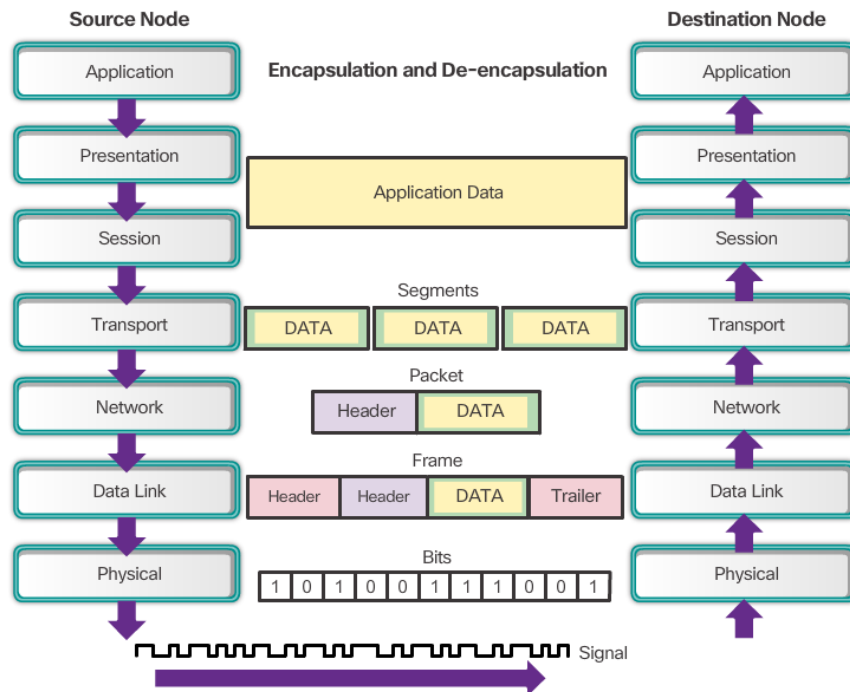 Source Node
Destination Node
Encapsulation and De-encapsulation
Application
Application
Presentation
Application Data
Presentation
Session
Session
Segments
Transport
DATA DATA DATA
Transport
Packet
Network
Header DATA
Network
Frame
Data Link
Header Header DATA Trailer
Data Link
Bits
Physical
1 0 1 0 0 1 1 1 0 0 1
Physical
Signal